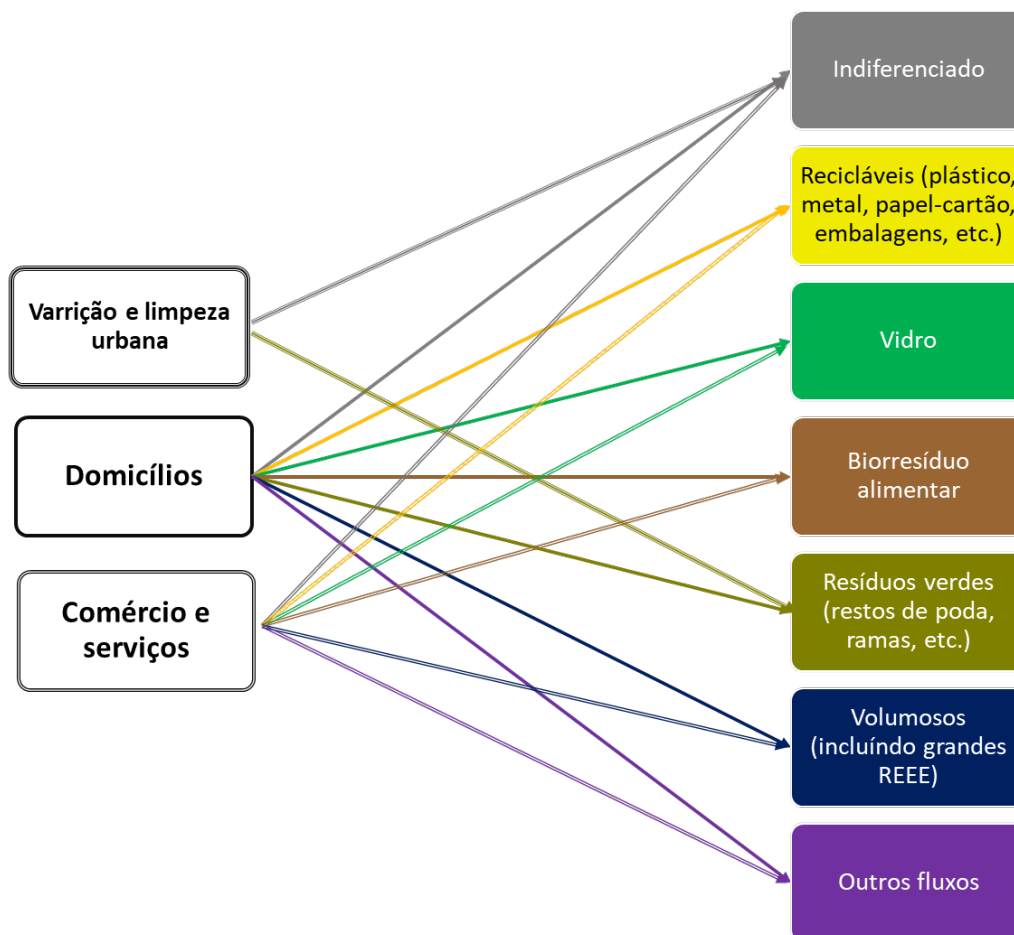 Indiferenciado
Recicláveis (plástico,
metal, papel-cartão,
embalagens, etc.)
Varrição e limpeza
urbana
Vidro
Domicílios
Biorresíduo
alimentar
Comércio e
serviços
Resíduos verdes
(restos de poda,
ramas, etc.)
Volumosos
(incluíndo grandes
REEE)
Outros fluxos